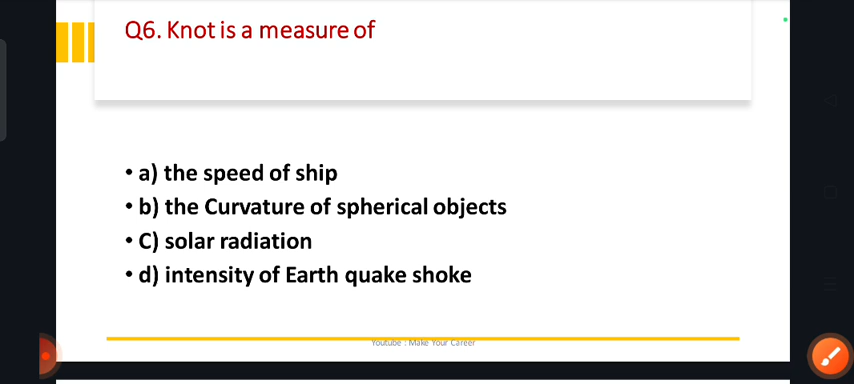 Q6. Knot is a measure of
• a) the speed of ship
• b) the Curvature of spherical objects
• C) solar radiation
• d) intensity of Earth quake shoke
Youtube : Make Your Career